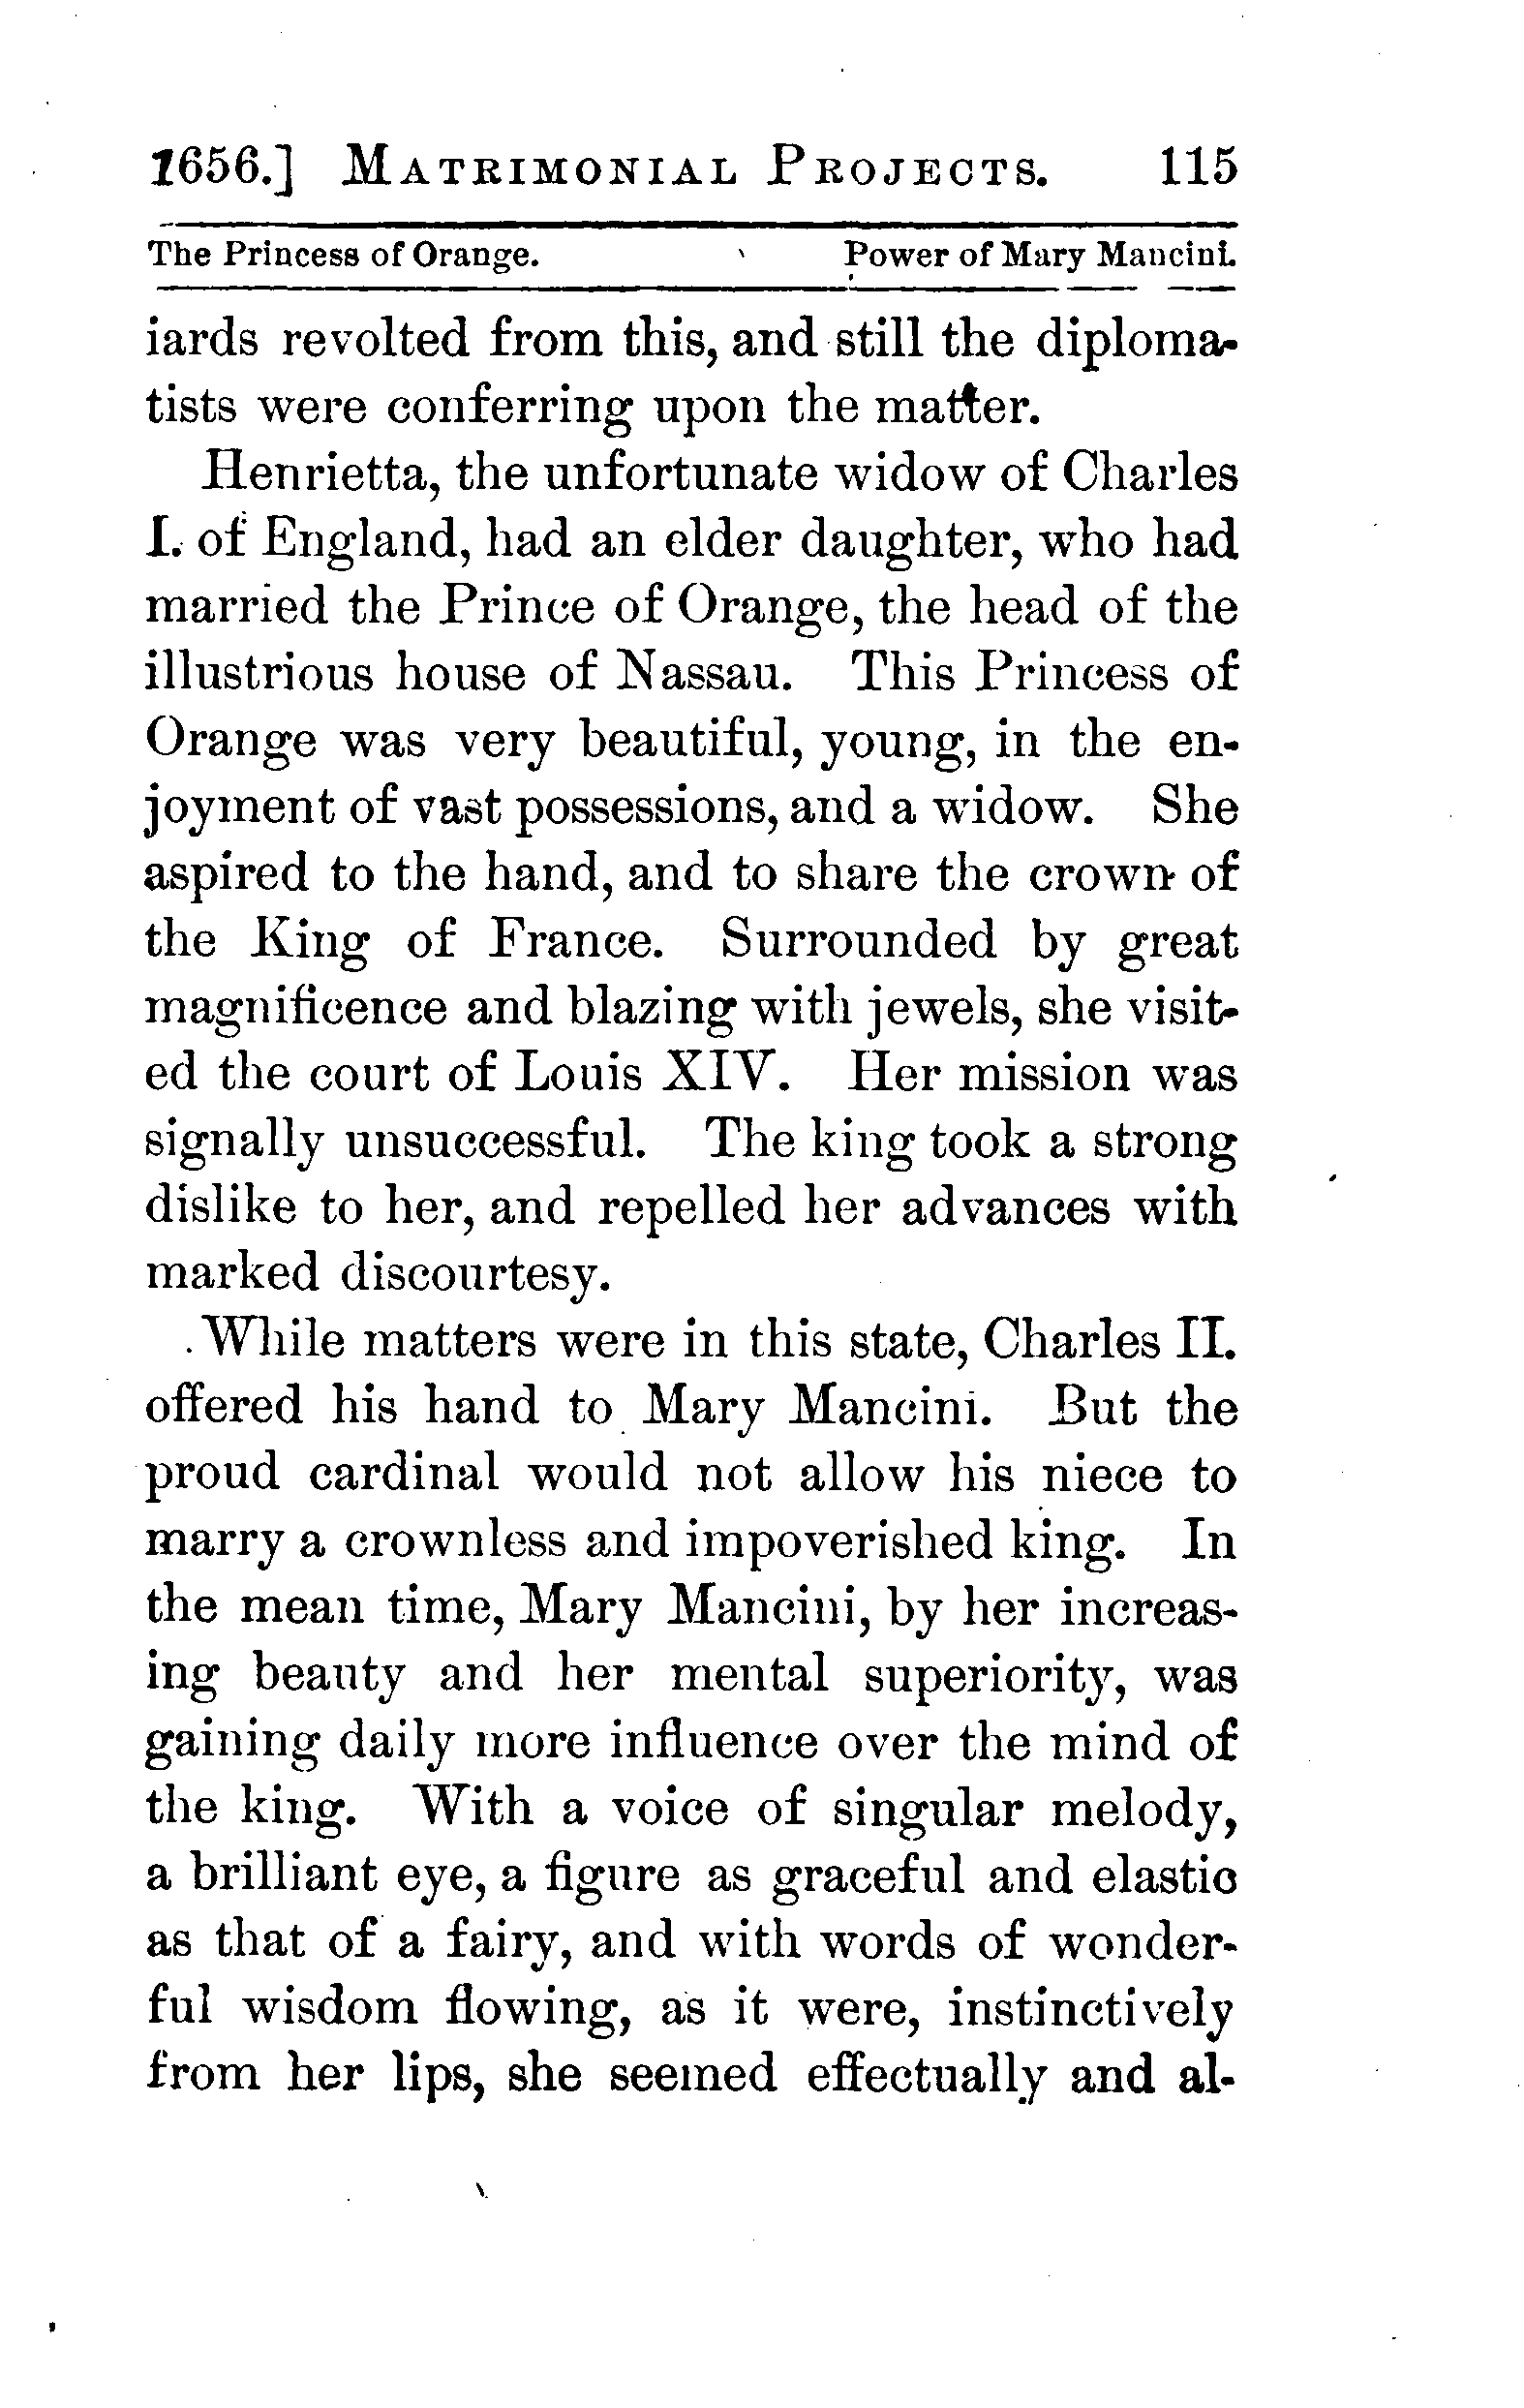 1656.] Matrimonial Projects. 115
The Princess of Orange. Power of Mary Mancini.
iards revolted from this, and still the diploma-
tists were conferring upon the matter.
Henrietta, the unfortunate widow of Charles
I. of England, had an elder daughter, who had
married the Prince of Orange, the head of the
illustrious house of Nassau. This Princess of
Orange was very beautiful, young, in the en-
joyment of vast possessions, and a widow. She
aspired to the hand, and to share the crown of
the King of France. Surrounded by great
magnificence and blazing with jewels, she visit-
ed the court of Louis XIV. Her mission was
signally unsuccessful. The king took a strong
dislike to her, and repelled her advances with
marked discourtesy.
While matters were in this state, Charles II.
offered his hand to Mary Mancini. But the
proud cardinal would not allow his niece to
marry a crownless and impoverished king. In
the mean time, Mary Mancini, by her increas-
ing beauty and her mental superiority, was
gaining daily more influence over the mind of
the king. With a voice of singular melody,
a brilliant eye, a figure as graceful and elastic
as that of a fairy, and with words of wonder-
ful wisdom flowing, as it were, instinctively
from her lips, she seemed effectually and al-